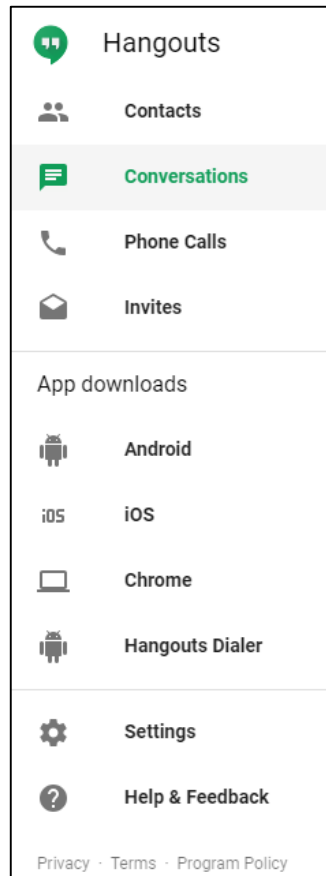 Hangouts
Contacts
Conversations
Phone Calls
Invites
App downloads
Android
iOS iOS
Chrome
Hangouts Dialer
Settings
Help & Feedback
Privacy · Terms · Program Policy